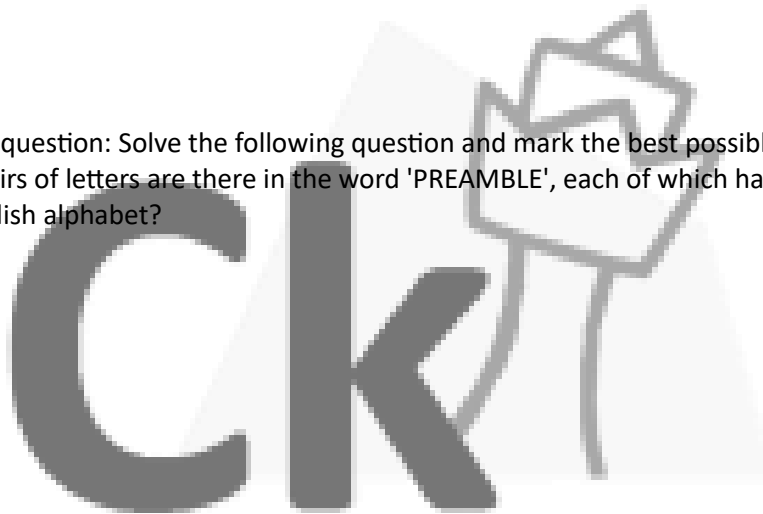 question: Solve the following question and mark the best possibl
irs of letters are there in the word 'PREAMBLE', each of which ha
lish alphabet?
Ck